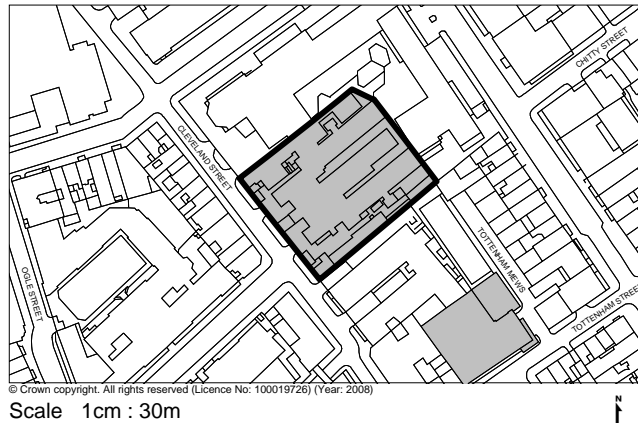 CHITTY STREET
CLEVELAND STREET
OGLE STREET
TOTTENHAM MEWS
TOTTENHAM STREET
© Crown copyright. All rights reserved (Licence No: 100019726) (Year: 2008)
Scale 1cm : 30m
N